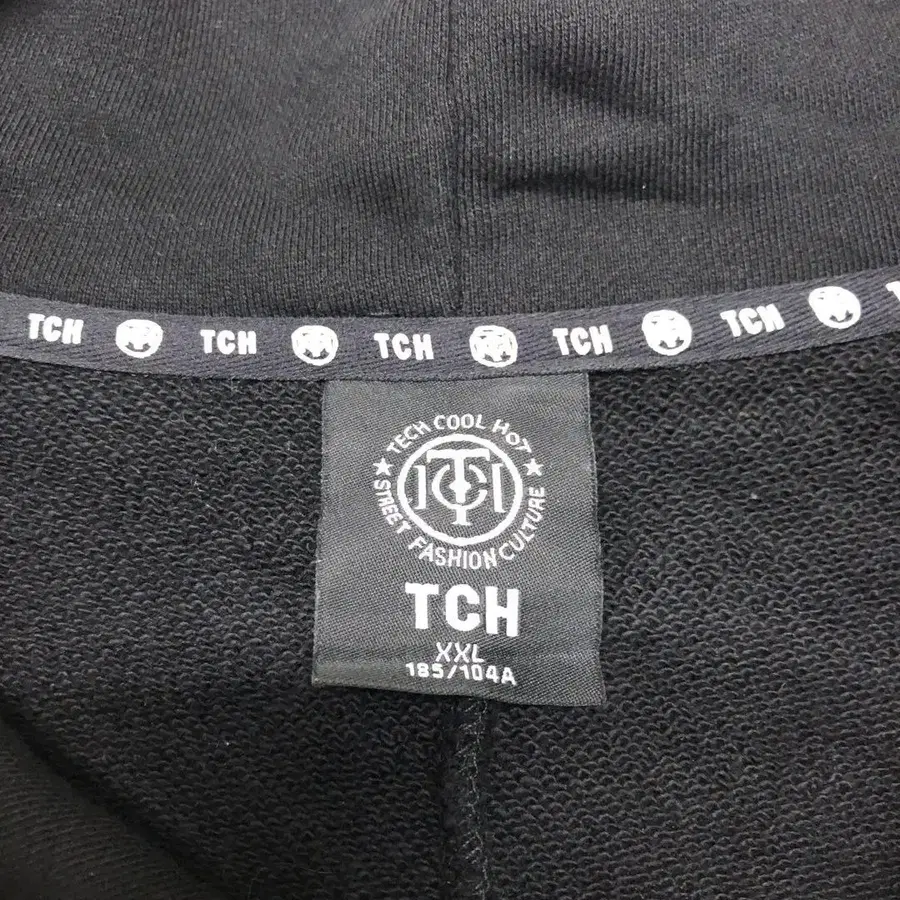 TCH TCH TCH TCH TCH
TECH COOL HOT
STREET FASHION CULTURE
TCH
TCH
XXL
185/104A